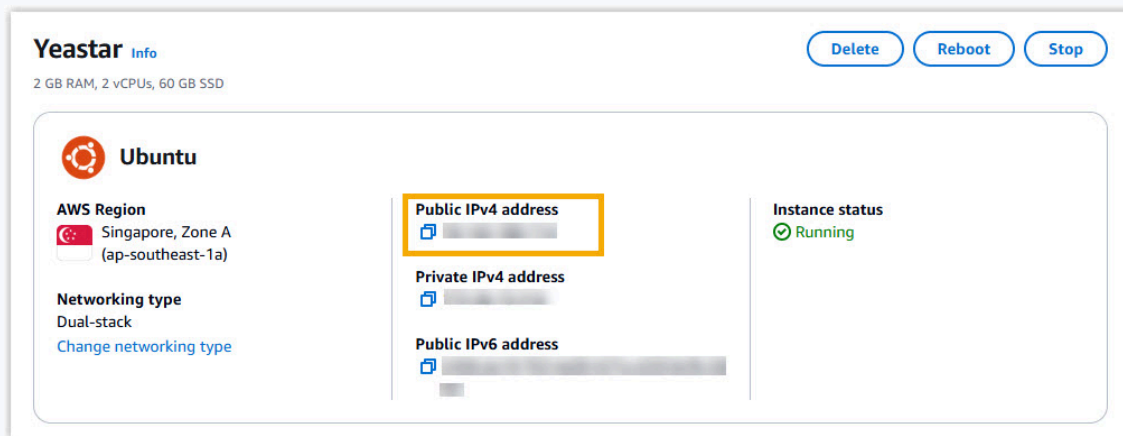 Yeastar Info
Delete
Reboot
Stop
2 GB RAM, 2 vCPUs, 60 GB SSD
Ubuntu
AWS Region
Singapore, Zone A
(ap-southeast-1a)
Networking type
Dual-stack
Change networking type
Public IPv4 address
Private IPv4 address
Public IPv6 address
Instance status
Running